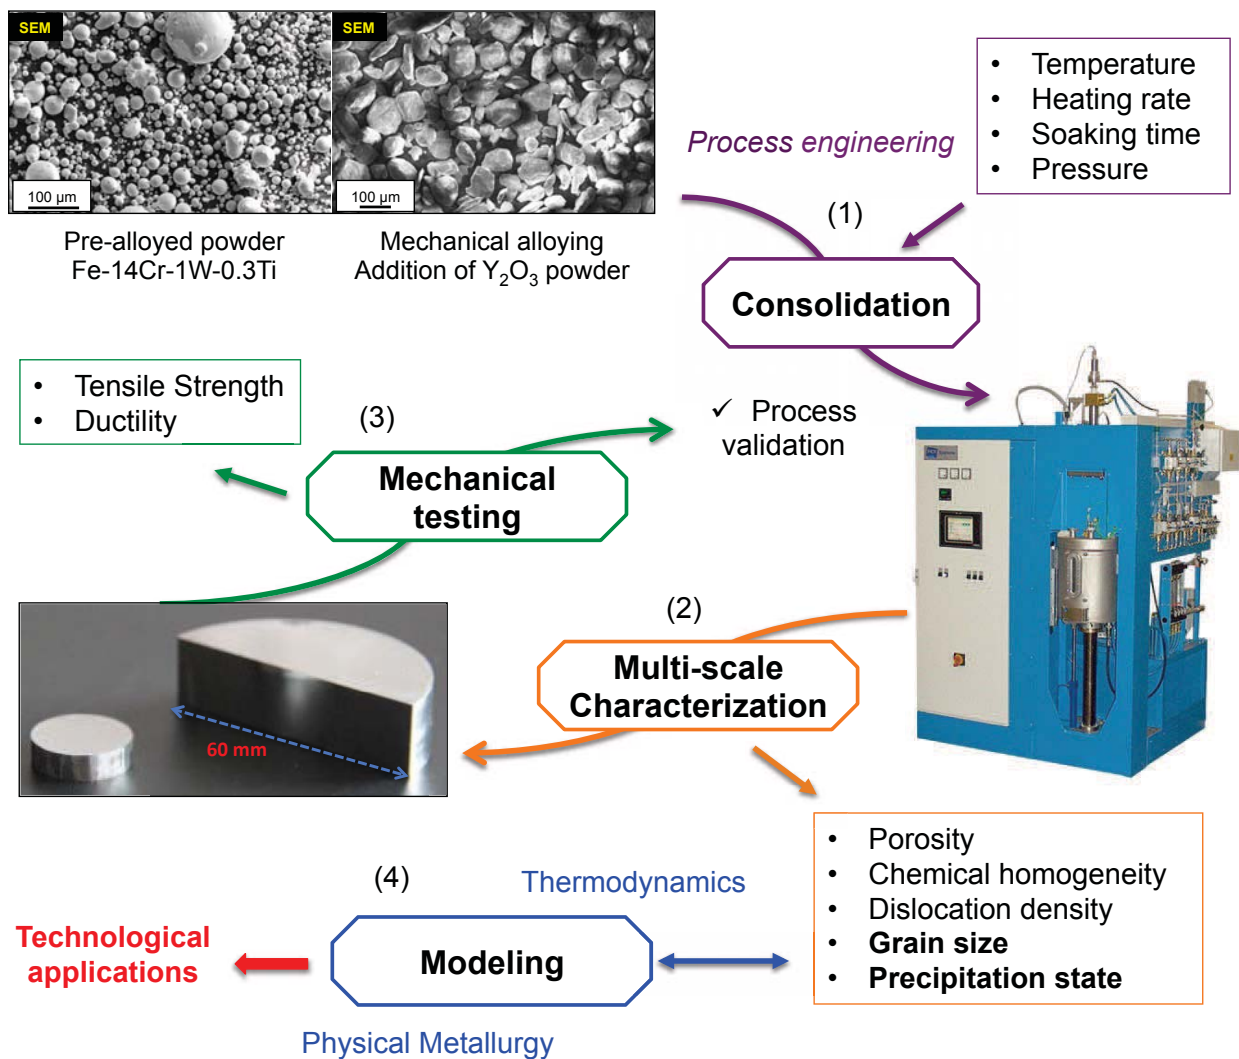 SEM
SEM
100 µm
100 µm
Pre-alloyed powder
Fe-14Cr-1W-0.3Ti
Mechanical alloying
Addition of Y₂O₃ powder
Process engineering
• Temperature
• Heating rate
• Soaking time
• Pressure
(1)
Consolidation
• Tensile Strength
• Ductility
(3)
✓ Process
validation
Mechanical
testing
(2)
Multi-scale
Characterization
60 mm
• Porosity
• Chemical homogeneity
• Dislocation density
• Grain size
• Precipitation state
(4)
Thermodynamics
Modeling
Technological
applications
Physical Metallurgy